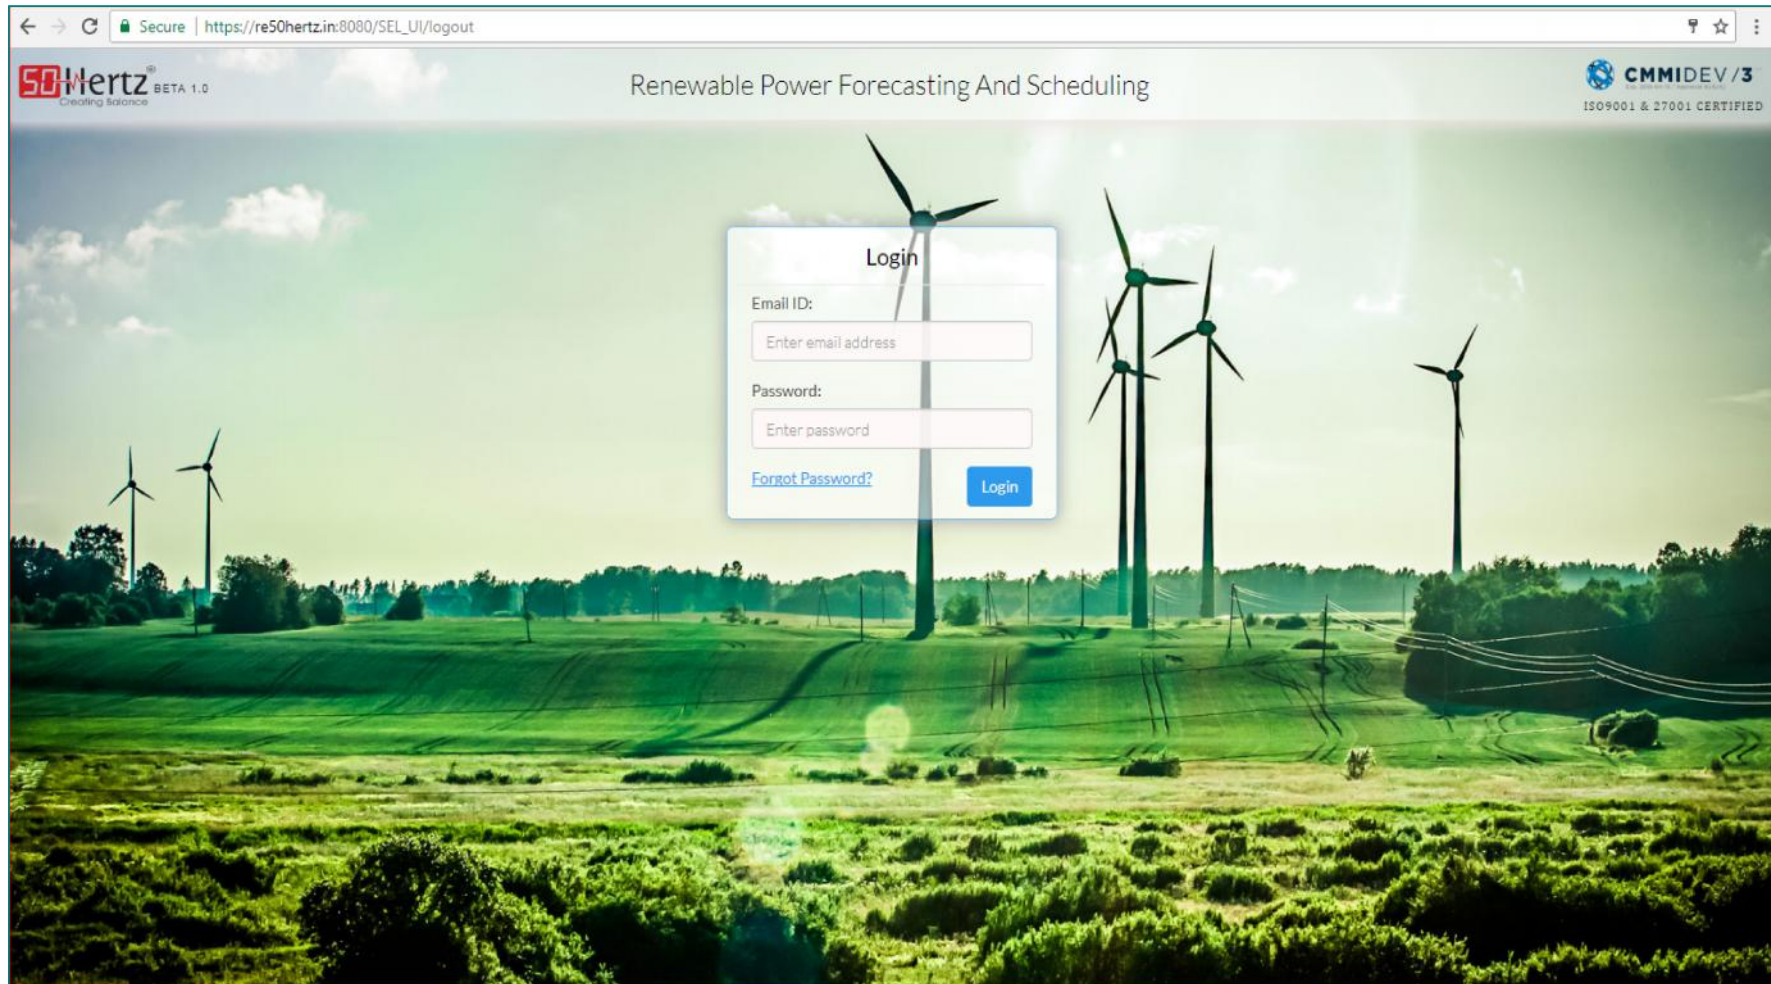 Secure | https://re50hertz.in:8080/SEL_UI/logout
50Hertz® BETA 1.0
Creating Balance
Renewable Power Forecasting And Scheduling
CMMIDEV/3
ISO9001 & 27001 CERTIFIED
Login
Email ID:
Enter email address
Password:
Enter password
Forgot Password?
Login